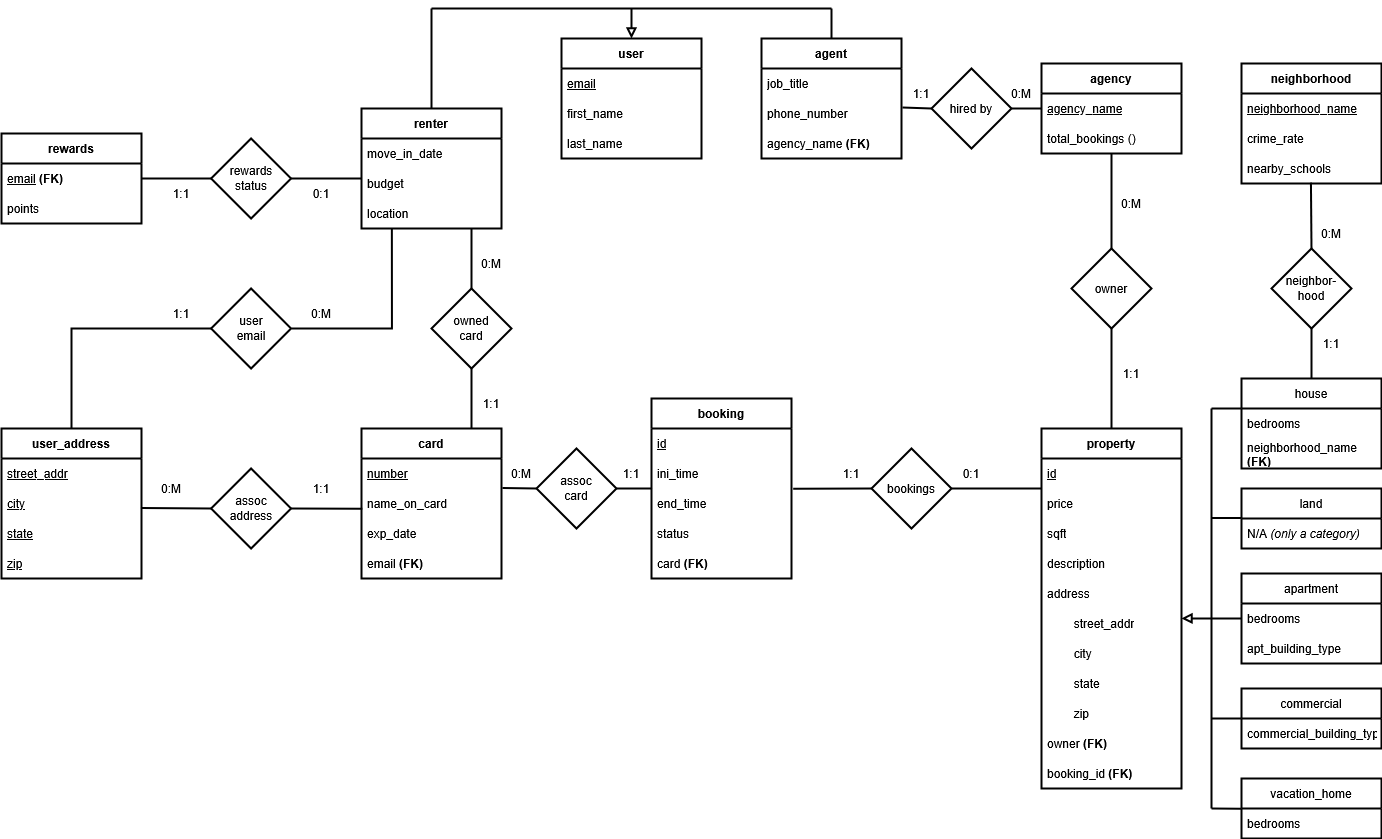 user
email
first_name
last_name
agent
job_title
phone_number
agency_name (FK)
1:1
hired by
0:M
agency
agency_name
total_bookings ()
neighborhood
neighborhood_name
crime_rate
nearby_schools
renter
move_in_date
budget
location
rewards
email (FK)
points
1:1
rewards
status
0:1
0:M
0:M
0:M
owner
1:1
neighbor-
hood
1:1
1:1
user
email
0:M
owned
card
1:1
user_address
street_addr
city
state
zip
0:M
assoc
address
1:1
card
number
name_on_card
exp_date
email (FK)
0:M
assoc
card
1:1
booking
id
ini_time
end_time
status
card (FK)
1:1
bookings
0:1
property
id
price
sqft
description
address
street_addr
city
state
zip
owner (FK)
booking_id (FK)
house
bedrooms
neighborhood_name
(FK)
land
N/A (only a category)
apartment
bedrooms
apt_building_type
commercial
commercial_building_typ
vacation_home
bedrooms